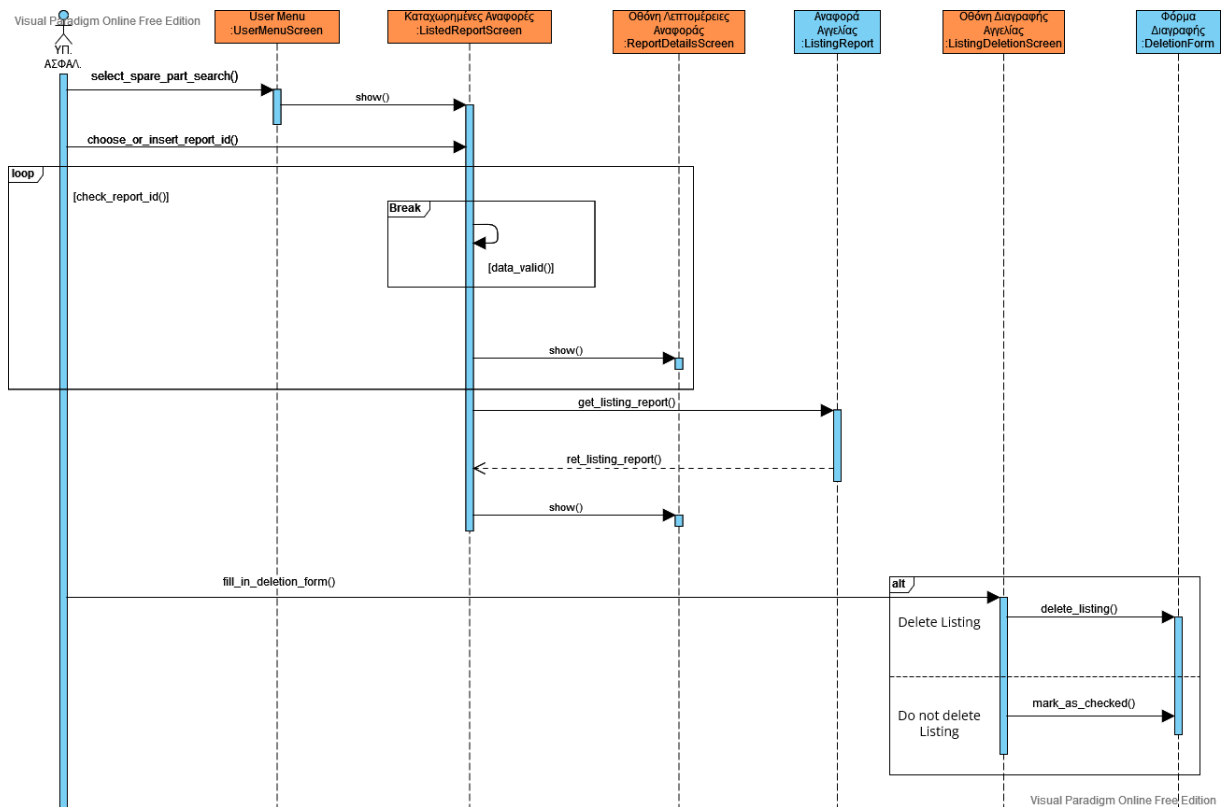 Visual Paradigm Online Free Edition
ΥΠ.
ΑΣΦΑΛ.
User Menu
:UserMenuScreen
Καταχωρημένες Αναφορές
:ListedReportScreen
Οθόνη Λεπτομέρειες
Αναφοράς
:ReportDetailsScreen
Αναφορά
Αγγελίας
:ListingReport
Οθόνη Διαγραφής
Αγγελίας
:ListingDeletionScreen
Φόρμα
Διαγραφής
:DeletionForm
select_spare_part_search()
show()
choose_or_insert_report_id()
loop
[check_report_id()]
Break
[data_valid()]
show()
get_listing_report()
ret_listing_report()
show()
fill_in_deletion_form()
alt
delete_listing()
Delete Listing
mark_as_checked()
Do not delete
Listing
Visual Paradigm Online Free Edition